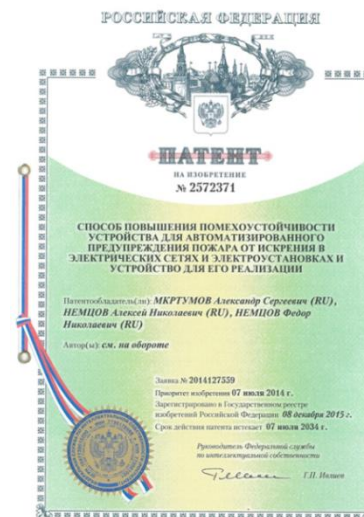 РОССИЙСКАЯ ФЕДЕРАЦИЯ
ПАТЕНТ
НА ИЗОБРЕТЕНИЕ
№ 2572371
СПОСОБ ПОВЫШЕНИЯ ПОМЕХОУСТОЙЧИВОСТИ
УСТРОЙСТВА ДЛЯ АВТОМАТИЗИРОВАННОГО
ПРЕДУПРЕЖДЕНИЯ ПОЖАРА ОТ ИСКРЕНИЯ В
ЭЛЕКТРИЧЕСКИХ СЕТЯХ И ЭЛЕКТРОУСТАНОВКАХ И
УСТРОЙСТВО ДЛЯ ЕГО РЕАЛИЗАЦИИ
Патентообладатель(ли): МКРТУМОВ Александр Сергеевич (RU),
НЕМЦОВ Алексей Николаевич (RU), НЕМЦОВ Федор
Николаевич (RU)
Автор(ы): см. на обороте
Заявка № 2014127559
Приоритет изобретения 07 июля 2014 г.
Зарегистрировано в Государственном реестре
изобретений Российской Федерации 08 декабря 2015 г.
Срок действия патента истекает 07 июля 2034 г.
Руководитель Федеральной службы
по интеллектуальной собственности
Г.П. Ивлиев